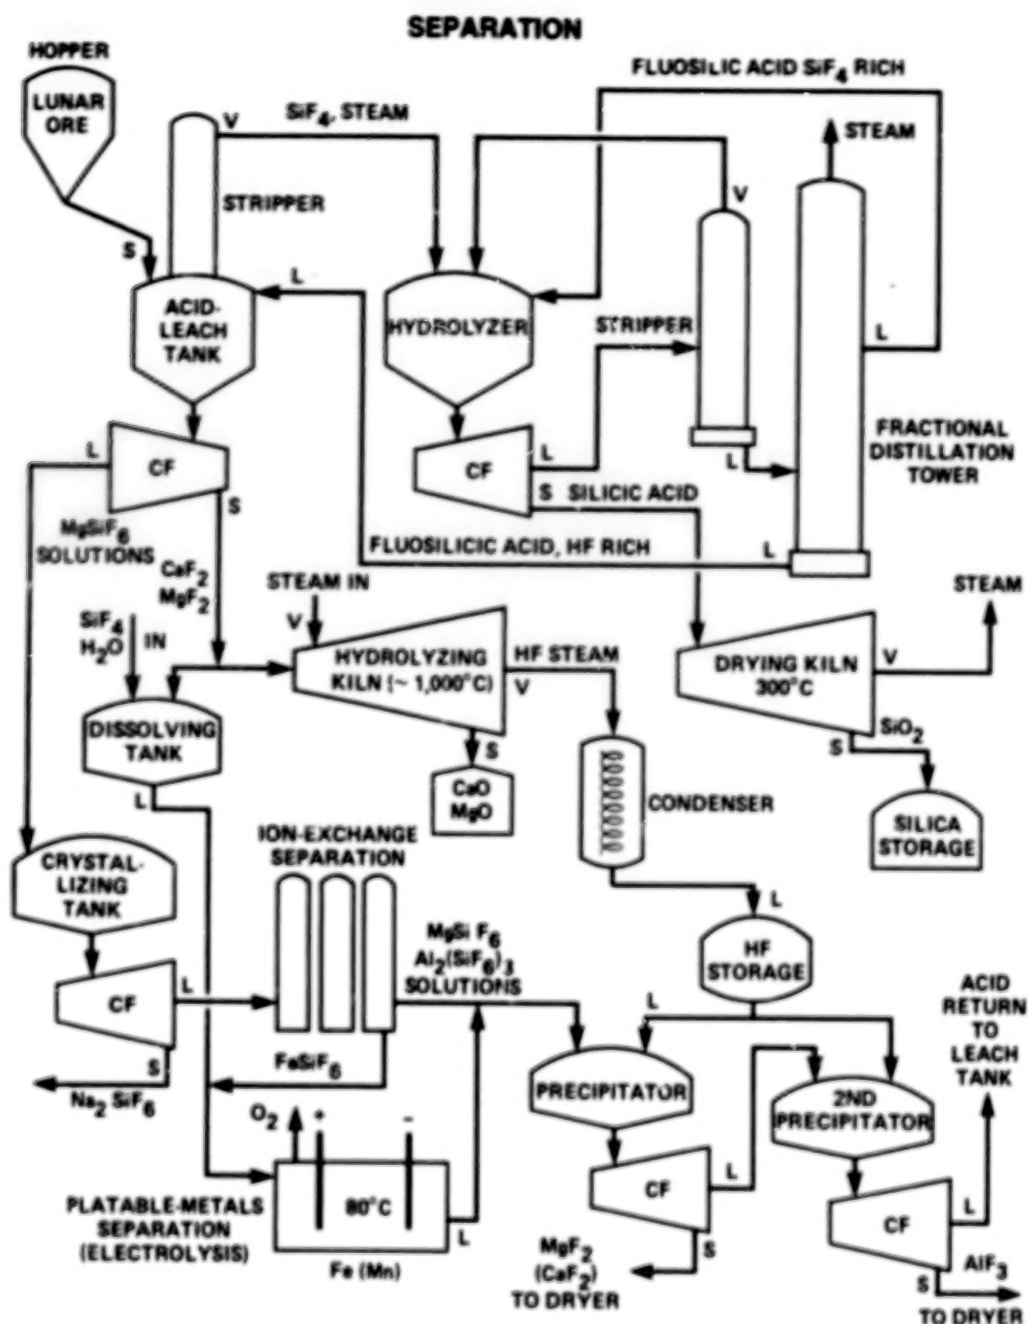 SEPARATION
HOPPER
LUNAR
ORE
S
V
SiF4, STEAM
STRIPPER
FLUOSILIC ACID SiF4 RICH
STEAM
V
L
ACID-
LEACH
TANK
HYDROLYZER
STRIPPER
L
FRACTIONAL
DISTILLATION
TOWER
L
CF
S
CF
L
S SILICIC ACID
L
MgSiF6
SOLUTIONS
CaF2
MgF2
FLUOSILICIC ACID, HF RICH
L
STEAM IN
V
STEAM
SiF4
H2O
IN
HYDROLYZING
KILN (~ 1,000°C)
HF STEAM
V
DRYING KILN
300°C
V
DISSOLVING
TANK
L
S
CaO
MgO
CONDENSER
S
SiO2
SILICA
STORAGE
ION-EXCHANGE
SEPARATION
CRYSTAL-
LIZING
TANK
L
HF
STORAGE
MgSi F6
Al2(SiF6)3
SOLUTIONS
CF
L
S
Na2 SiF6
FeSiF6
L
ACID
RETURN
TO
LEACH
TANK
PRECIPITATOR
2ND
PRECIPITATOR
O2
+
-
80°C
L
PLATABLE-METALS
SEPARATION
(ELECTROLYSIS)
Fe (Mn)
CF
L
S
MgF2
(CaF2)
TO DRYER
CF
L
S
AlF3
TO DRYER